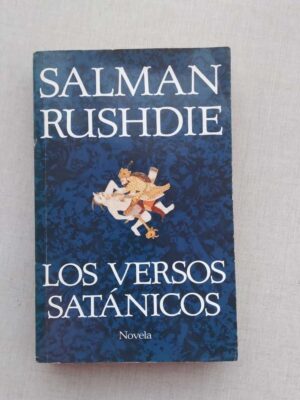 SALMAN
RUSHDIE
LOS VERSOS
SATÁNICOS
Novela